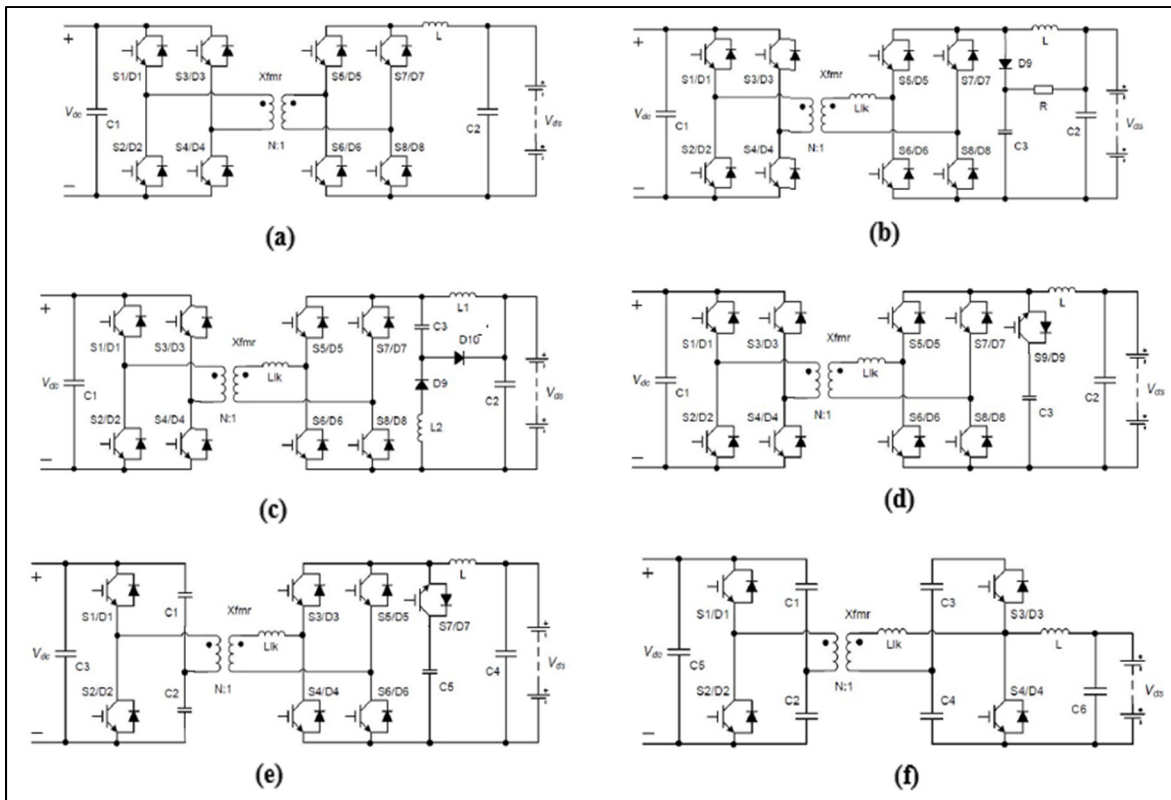 +
S1/D1
S3/D3
S5/D5
S7/D7
L
Xfmr
Vdc
C1
N:1
C2
Vds
S2/D2
S4/D4
S6/D6
S8/D8
−
(a)
+
S1/D1
S3/D3
S5/D5
S7/D7
D9
L
Xfmr
Llk
R
Vdc
C1
N:1
C3
C2
Vds
S2/D2
S4/D4
S6/D6
S8/D8
−
(b)
+
S1/D1
S3/D3
S5/D5
S7/D7
L1
C3
D10
Xfmr
Llk
D9
Vdc
C1
N:1
L2
C2
Vds
S2/D2
S4/D4
S6/D6
S8/D8
−
(c)
+
S1/D1
S3/D3
S5/D5
S7/D7
L
S9/D9
Xfmr
Llk
Vdc
C1
N:1
C3
C2
Vds
S2/D2
S4/D4
S6/D6
S8/D8
−
(d)
+
S1/D1
C1
S3/D3
S5/D5
L
S7/D7
Xfmr
Llk
Vdc
C3
C2
N:1
C5
C4
Vds
S2/D2
S4/D4
S6/D6
−
(e)
+
S1/D1
C1
C3
S3/D3
Xfmr
Llk
L
Vdc
C5
C2
N:1
C4
C6
Vds
S2/D2
S4/D4
−
(f)